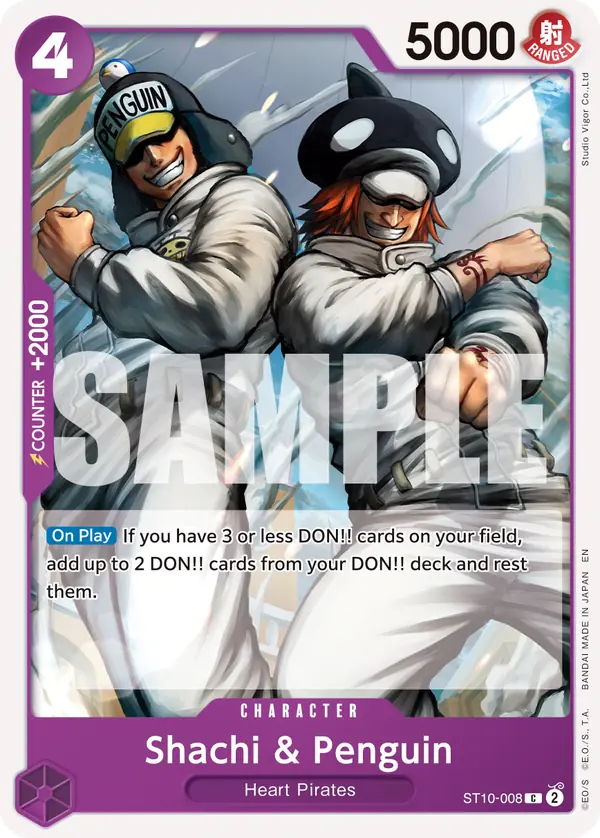 4
5000
射
RANGED
Studio Vigor Co.,Ltd
PENGUIN
COUNTER +2000
SAMPLE
On Play If you have 3 or less DON!! cards on your field,
add up to 2 DON!! cards from your DON!! deck and rest
them.
©EO/S ©E.O./S., T.A. BANDAI MADE IN JAPAN EN
CHARACTER
Shachi & Penguin
Heart Pirates
ST10-008 C 2